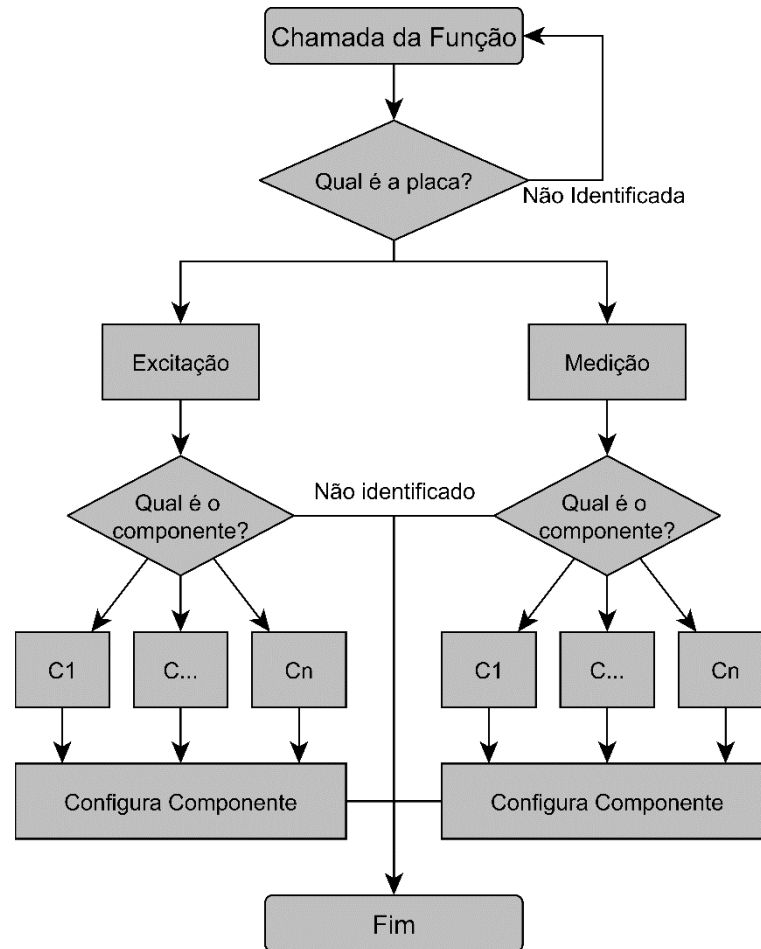 Chamada da Função
Qual é a placa?
Não Identificada
Excitação
Medição
Qual é o
componente?
Não identificado
Qual é o
componente?
C1
C...
Cn
C1
C...
Cn
Configura Componente
Configura Componente
Fim